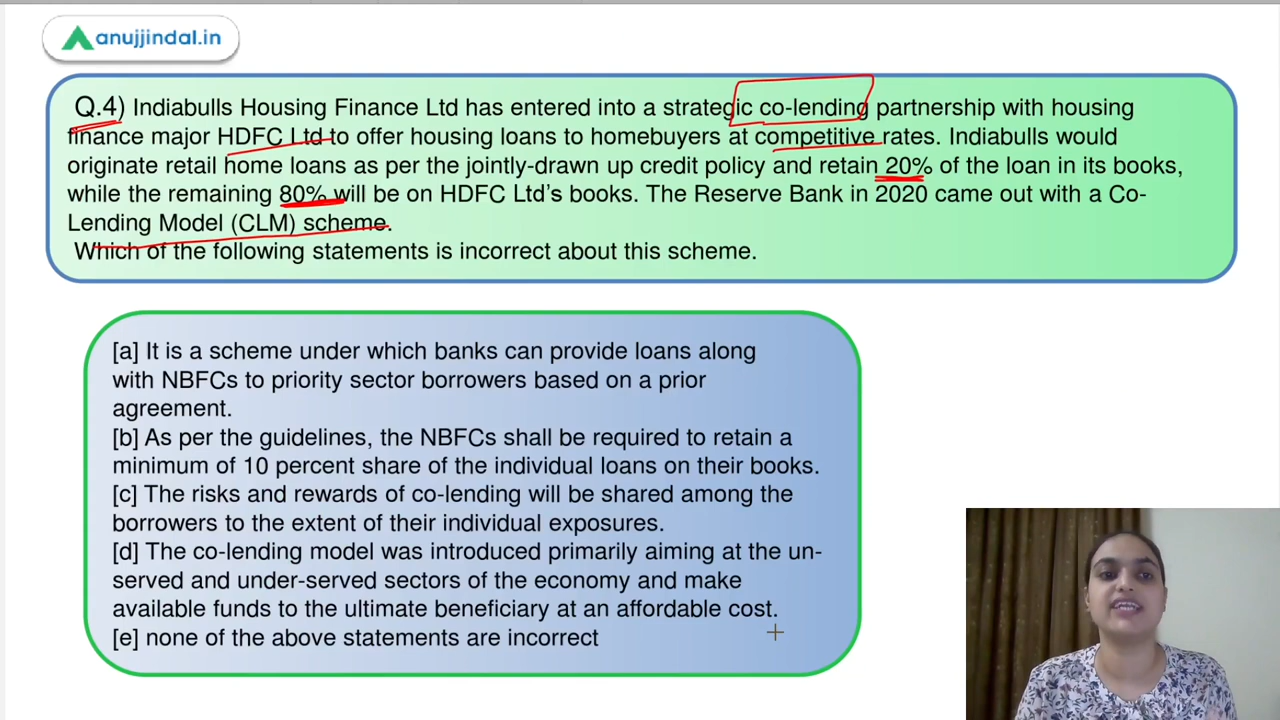 anujjindal.in
Q.4) Indiabulls Housing Finance Ltd has entered into a strategic co-lending partnership with housing
finance major HDFC Ltd to offer housing loans to homebuyers at competitive rates. Indiabulls would
originate retail home loans as per the jointly-drawn up credit policy and retain 20% of the loan in its books,
while the remaining 80% will be on HDFC Ltd's books. The Reserve Bank in 2020 came out with a Co-
Lending Model (CLM) scheme.
Which of the following statements is incorrect about this scheme.
[a] It is a scheme under which banks can provide loans along
with NBFCs to priority sector borrowers based on a prior
agreement.
[b] As per the guidelines, the NBFCs shall be required to retain a
minimum of 10 percent share of the individual loans on their books.
[c] The risks and rewards of co-lending will be shared among the
borrowers to the extent of their individual exposures.
[d] The co-lending model was introduced primarily aiming at the un-
served and under-served sectors of the economy and make
available funds to the ultimate beneficiary at an affordable cost.
[e] none of the above statements are incorrect